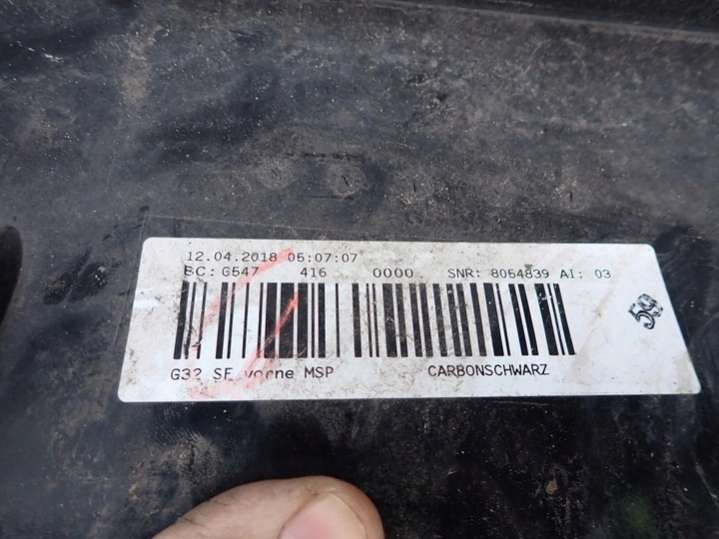 12.04.2018 05:07:07
BC: G547 416 0000 SNR: 8064839 AI: 03
59
G32 SF vorne MSP CARBONSCHWARZ